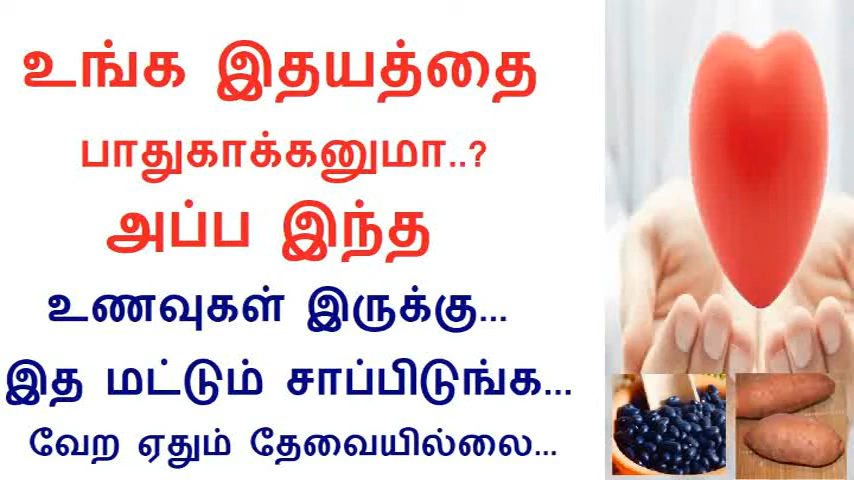 உங்க இதயத்தை
பாதுகாக்கனுமா..?
அப்ப இந்த
உணவுகள் இருக்கு...
இத மட்டும் சாப்பிடுங்க...
வேற ஏதும் தேவையில்லை...